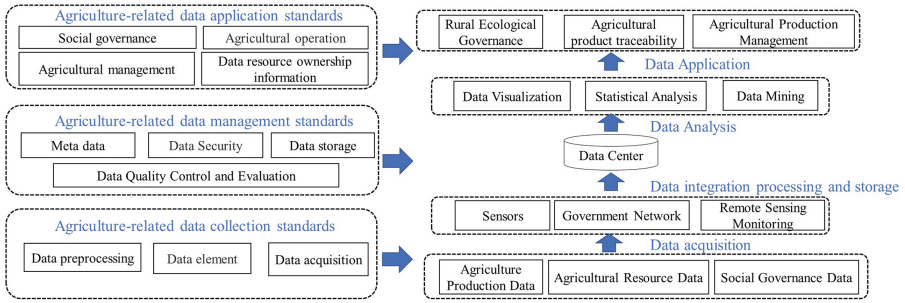 Agriculture-related data application standards
Social governance
Agricultural operation
Agricultural management
Data resource ownership
information
Agriculture-related data management standards
Meta data
Data Security
Data storage
Data Quality Control and Evaluation
Agriculture-related data collection standards
Data preprocessing
Data element
Data acquisition
Rural Ecological
Governance
Agricultural
product traceability
Agricultural Production
Management
Data Application
Data Visualization
Statistical Analysis
Data Mining
Data Analysis
Data Center
Data integration processing and storage
Sensors
Government Network
Remote Sensing
Monitoring
Data acquisition
Agriculture
Production Data
Agricultural Resource Data
Social Governance Data